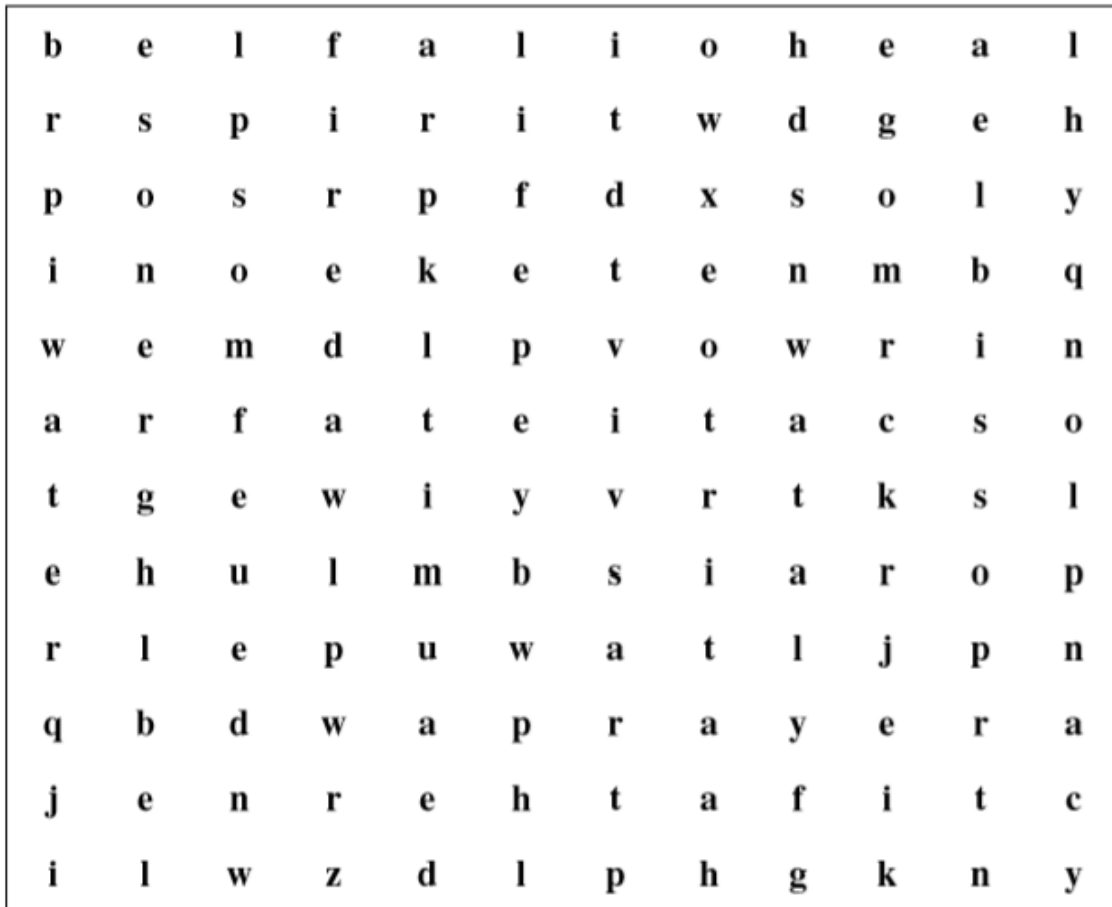 b e l f a l i o h e a l
r s p i r i t w d g e h
p o s r p f d x s o l y
i n o e k e t e n m b q
w e m d l p v o w r i n
a r f a t e i t a c s o
t g e w i y v r t k s l
e h u l m b s i a r o p
r l e p u w a t l j p n
q b d w a p r a y e r a
j e n r e h t a f i t c
i l w z d l p h g k n y